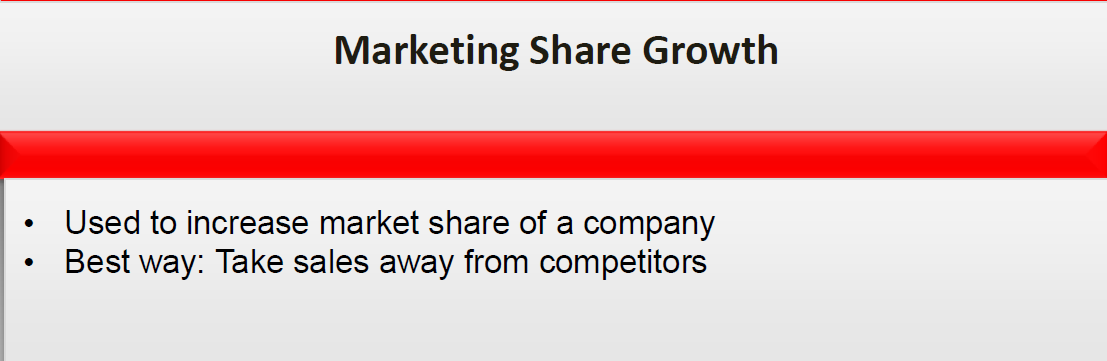 Marketing Share Growth
• Used to increase market share of a company
• Best way: Take sales away from competitors